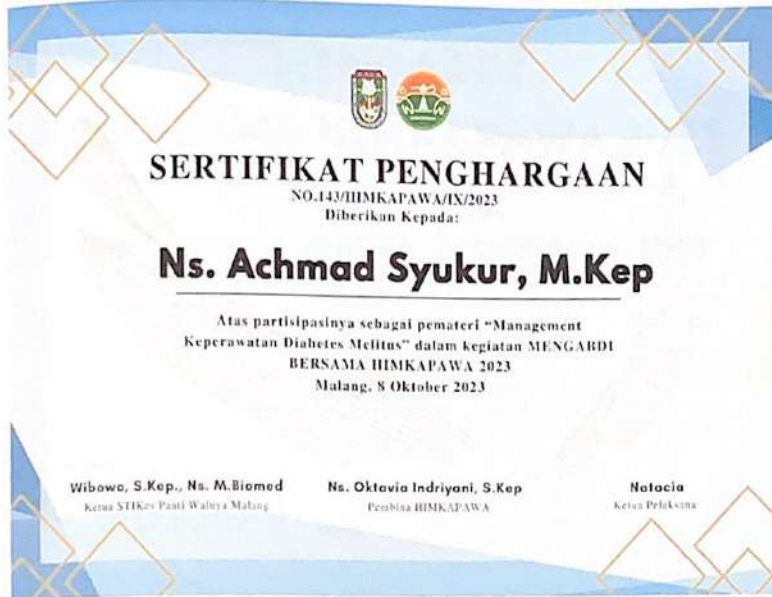 SERTIFIKAT PENGHARGAAN
NO.143/HIMKAPAWA/IX/2023
Diberikan Kepada:
Ns. Achmad Syukur, M.Kep
Atas partisipasinya sebagai pemateri “Management
Keperawatan Diabetes Melitus” dalam kegiatan MENGABDI
BERSAMA HIMKAPAWA 2023
Malang, 8 Oktober 2023
Wibowo, S.Kep., Ns. M.Biomed
Ketua STIKes Panti Waluya Malang
Ns. Oktavia Indriyani, S.Kep
Pembina HIMKAPAWA
Natacia
Ketua Pelaksana